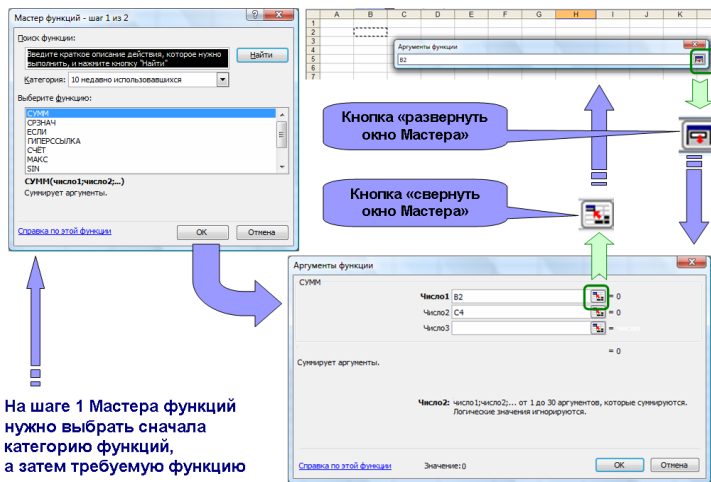 Мастер функций - шаг 1 из 2
Поиск функции:
Введите краткое описание действия, которое нужно
выполнить, и нажмите кнопку "Найти"
Найти
Категория: 10 недавно использовавшихся
Выберите функцию:
СУММ
СРЗНАЧ
ЕСЛИ
ГИПЕРССЫЛКА
СЧЁТ
МАКС
SIN
СУММ(число1;число2;...)
Суммирует аргументы.
Справка по этой функции
ОК
Отмена
A B C D E F G H I J K
1
2
3
4
5
6
7
Аргументы функции
B2
Кнопка «развернуть
окно Мастера»
Кнопка «свернуть
окно Мастера»
Аргументы функции
СУММ
Число1 B2 = 0
Число2 C4 = 0
Число3 =
= 0
Суммирует аргументы.
Число2: число1;число2;... от 1 до 30 аргументов, которые суммируются.
Логические значения игнорируются.
Справка по этой функции
Значение:0
ОК
Отмена
На шаге 1 Мастера функций
нужно выбрать сначала
категорию функций,
а затем требуемую функцию